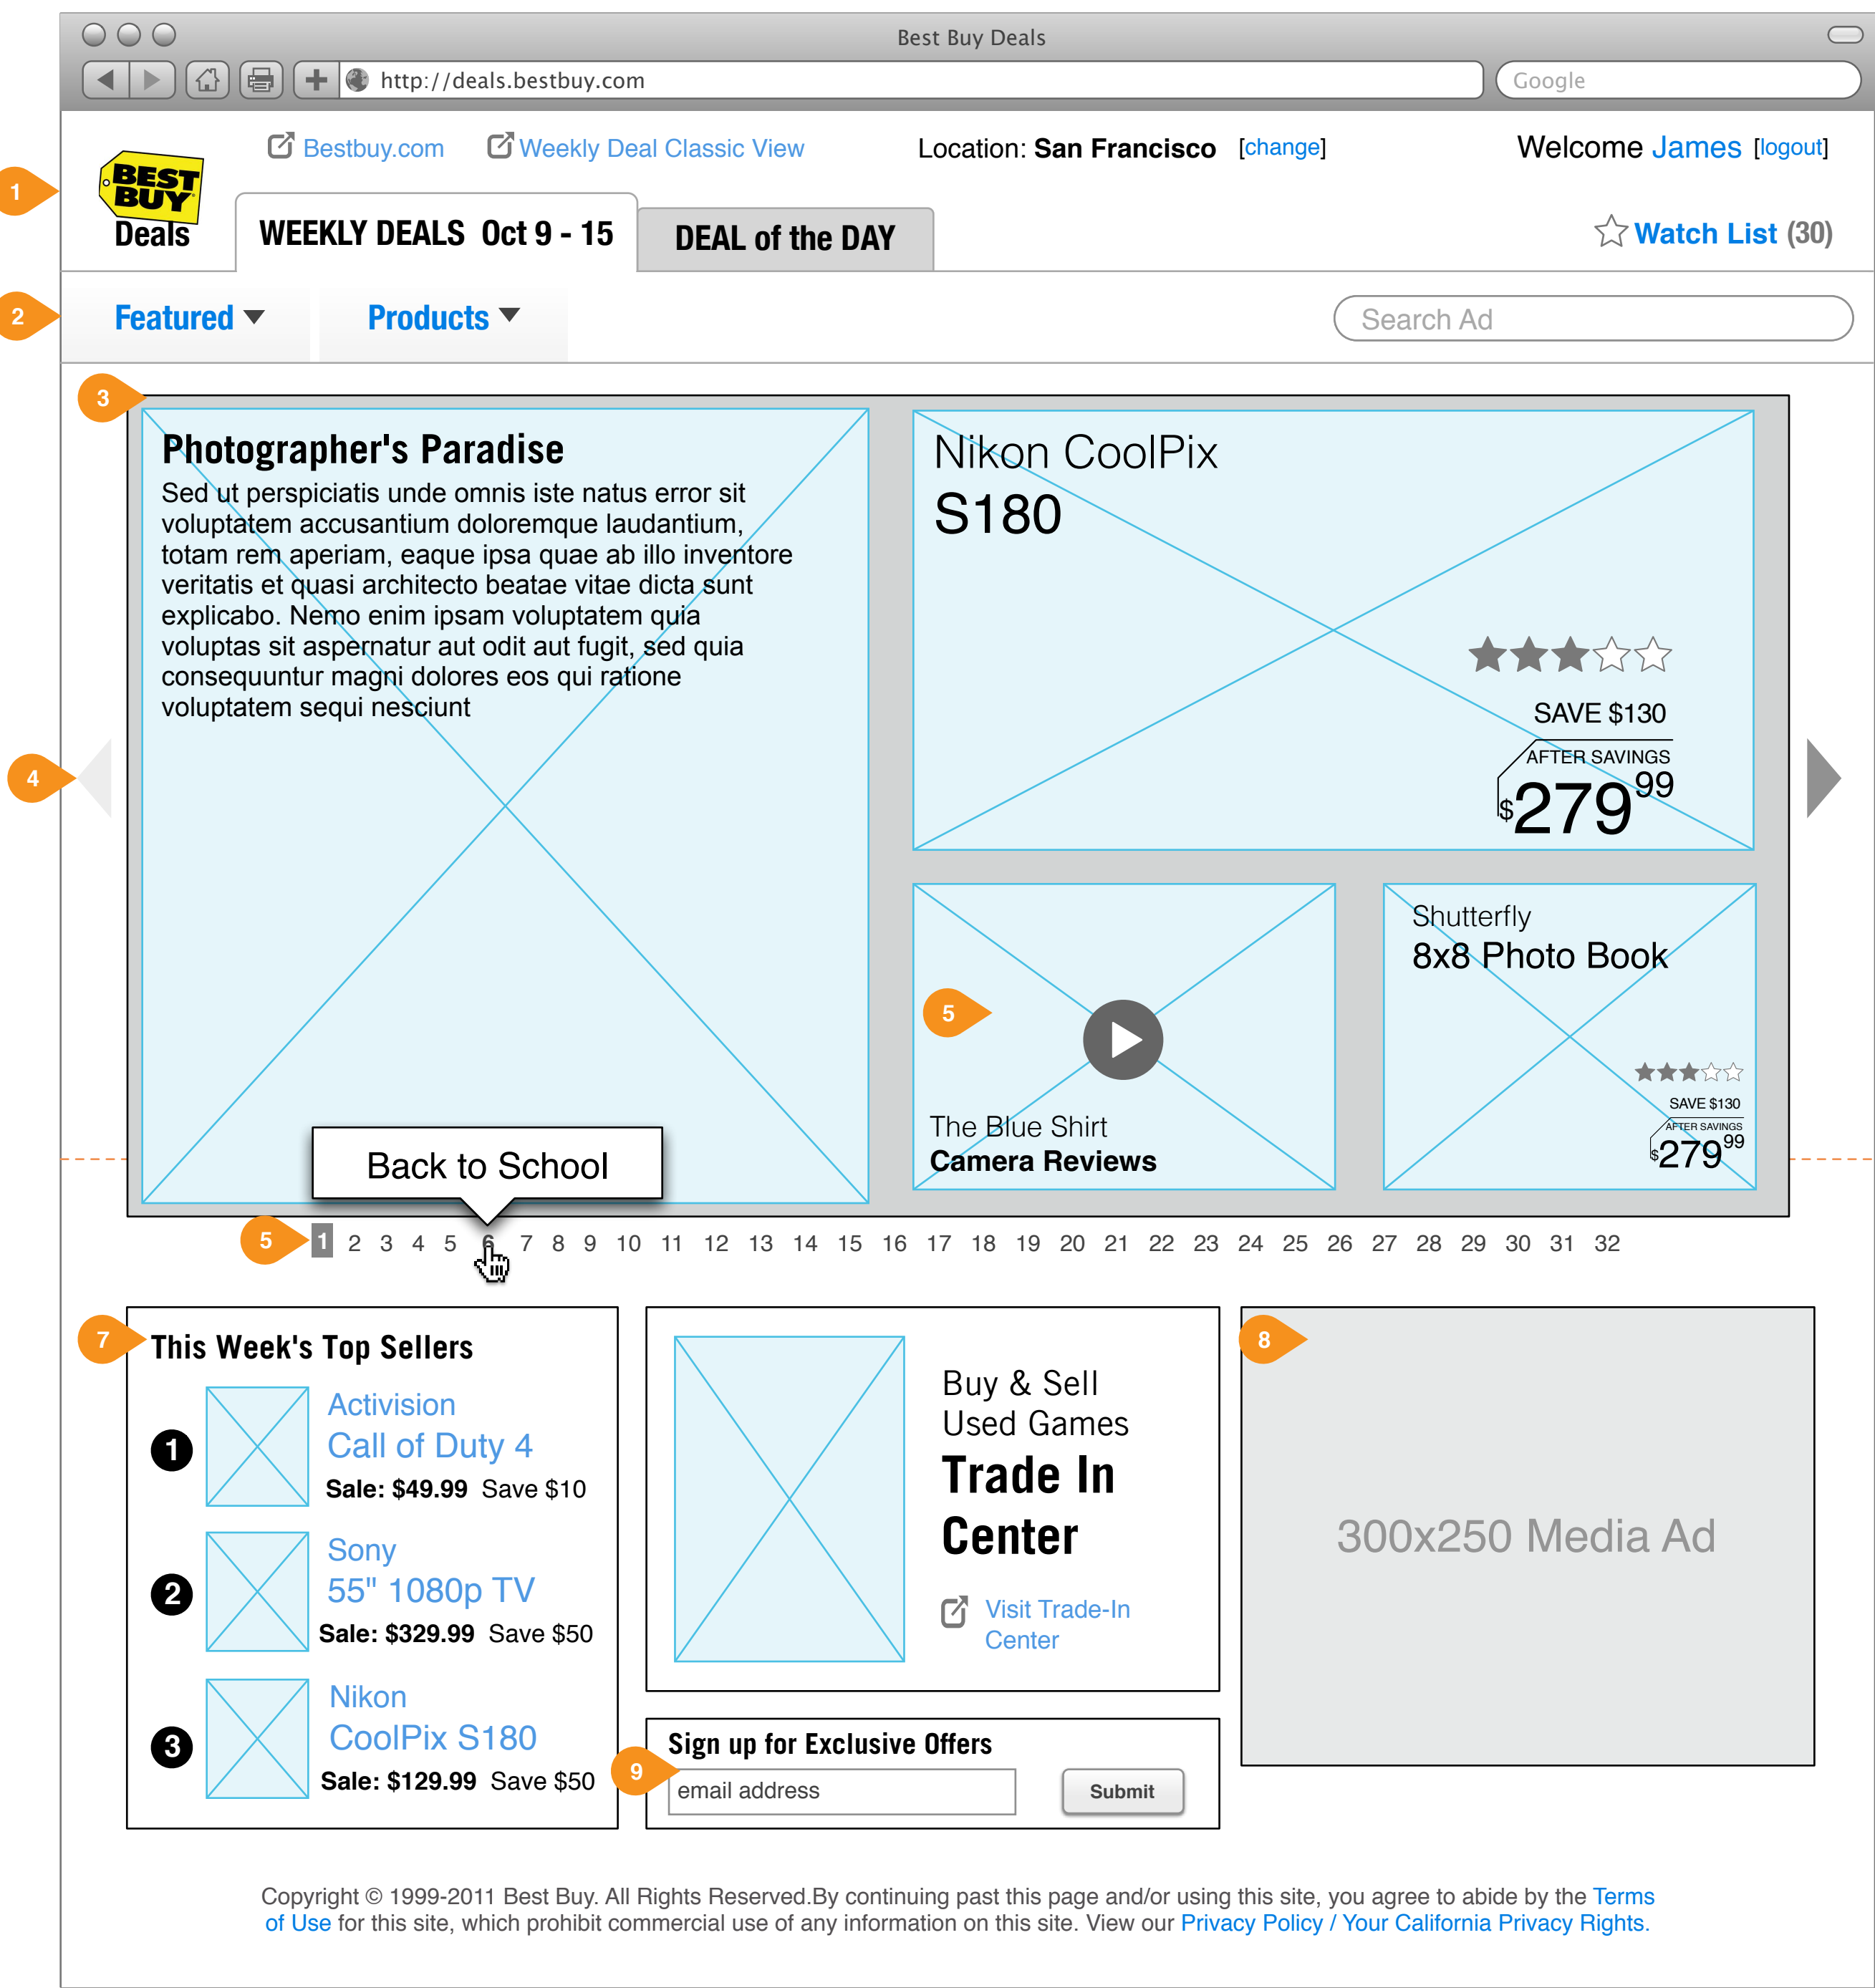 Best Buy Deals
http://deals.bestbuy.com
Google
Bestbuy.com
Weekly Deal Classic View
Location: San Francisco [change]
Welcome James [logout]
1
BEST
BUY
Deals
WEEKLY DEALS Oct 9 - 15
DEAL of the DAY
Watch List (30)
2
Featured
Products
Search Ad
3
Photographer's Paradise
Sed ut perspiciatis unde omnis iste natus error sit
voluptatem accusantium doloremque laudantium,
totam rem aperiam, eaque ipsa quae ab illo inventore
veritatis et quasi architecto beatae vitae dicta sunt
explicabo. Nemo enim ipsam voluptatem quia
voluptas sit aspernatur aut odit aut fugit, sed quia
consequuntur magni dolores eos qui ratione
voluptatem sequi nesciunt
Nikon CoolPix
S180
SAVE $130
AFTER SAVINGS
$279 99
4
5
The Blue Shirt
Camera Reviews
Shutterfly
8x8 Photo Book
SAVE $130
AFTER SAVINGS
$279 99
Back to School
5
1 2 3 4 5 6 7 8 9 10 11 12 13 14 15 16 17 18 19 20 21 22 23 24 25 26 27 28 29 30 31 32
7
This Week's Top Sellers
1
Activision
Call of Duty 4
Sale: $49.99 Save $10
2
Sony
55" 1080p TV
Sale: $329.99 Save $50
3
Nikon
CoolPix S180
Sale: $129.99 Save $50
Buy & Sell
Used Games
Trade In
Center
Visit Trade-In
Center
9
Sign up for Exclusive Offers
email address
Submit
8
300x250 Media Ad
Copyright © 1999-2011 Best Buy. All Rights Reserved.By continuing past this page and/or using this site, you agree to abide by the Terms
of Use for this site, which prohibit commercial use of any information on this site. View our Privacy Policy / Your California Privacy Rights.